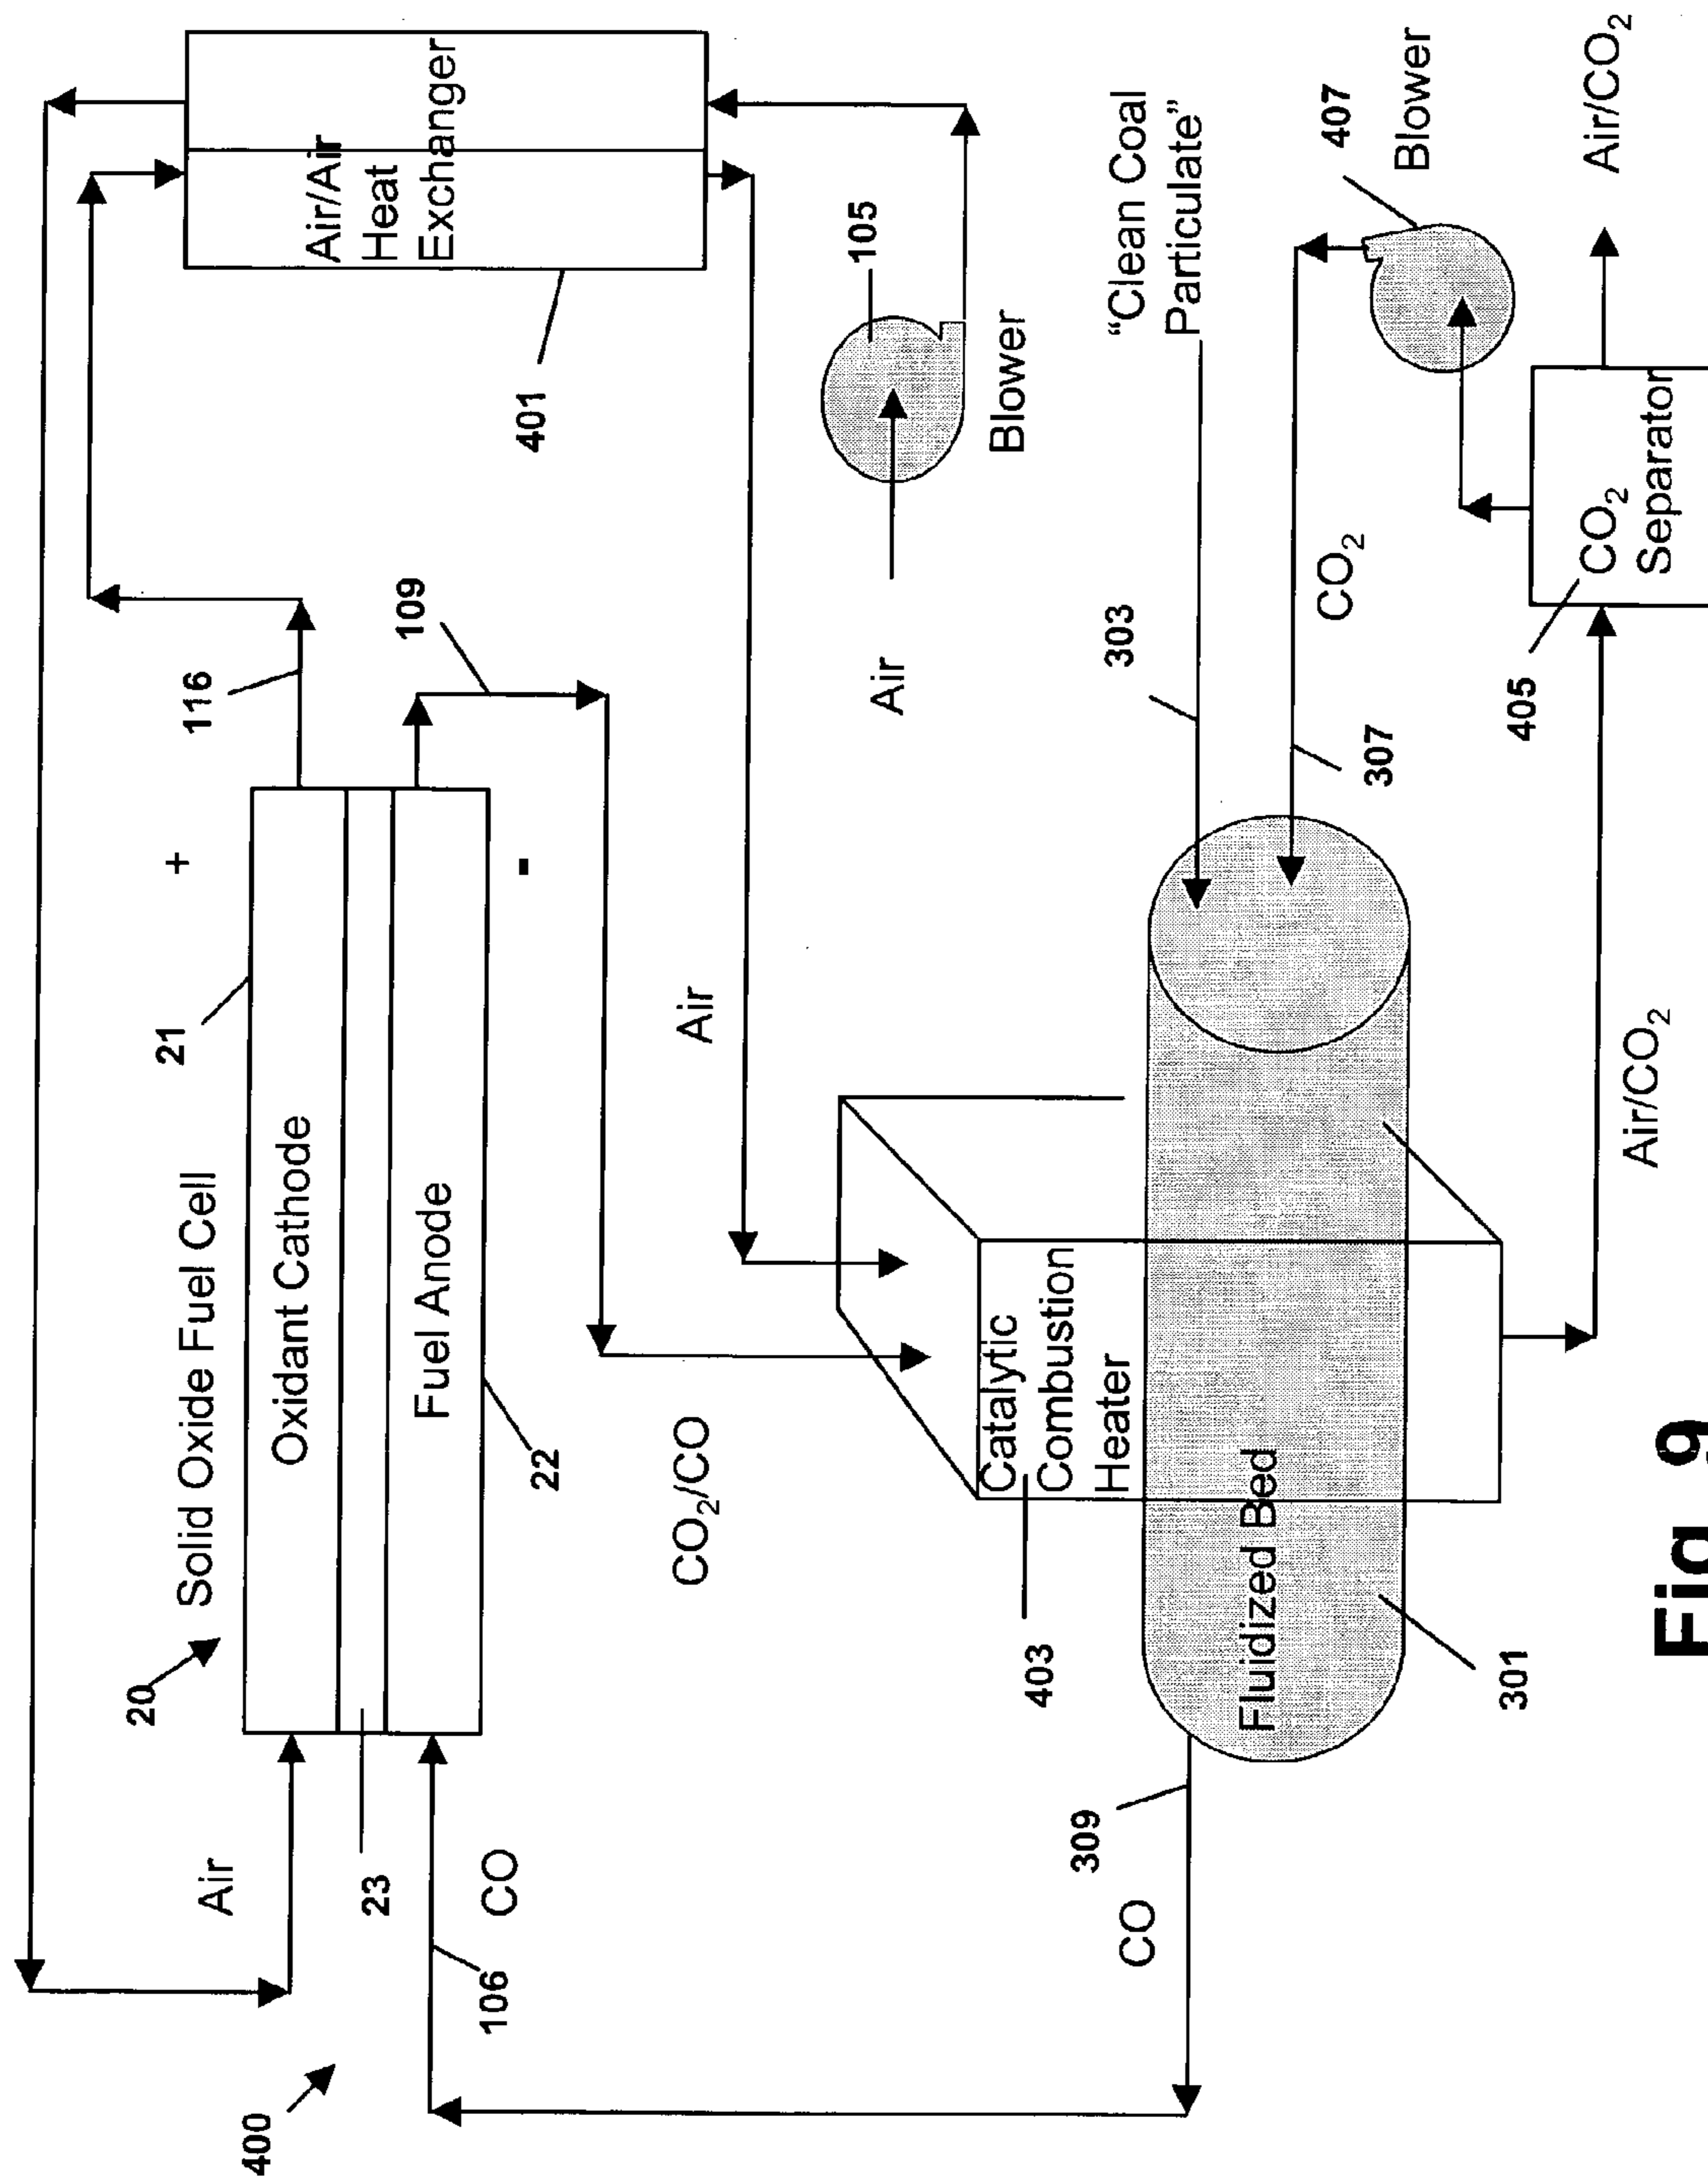 400
20
Solid Oxide Fuel Cell
21
+
116
Air
Oxidant Cathode
23
Fuel Anode
106
CO
22
-
109
Air/Air
Heat
Exchanger
401
CO2/CO
Air
Air
105
Blower
Catalytic
Combustion
Heater
403
Fluidized Bed
301
309
CO
303
"Clean Coal
Particulate"
307
CO2
407
Blower
Air/CO2
405
CO2
Separator
Air/CO2
Fig. 9